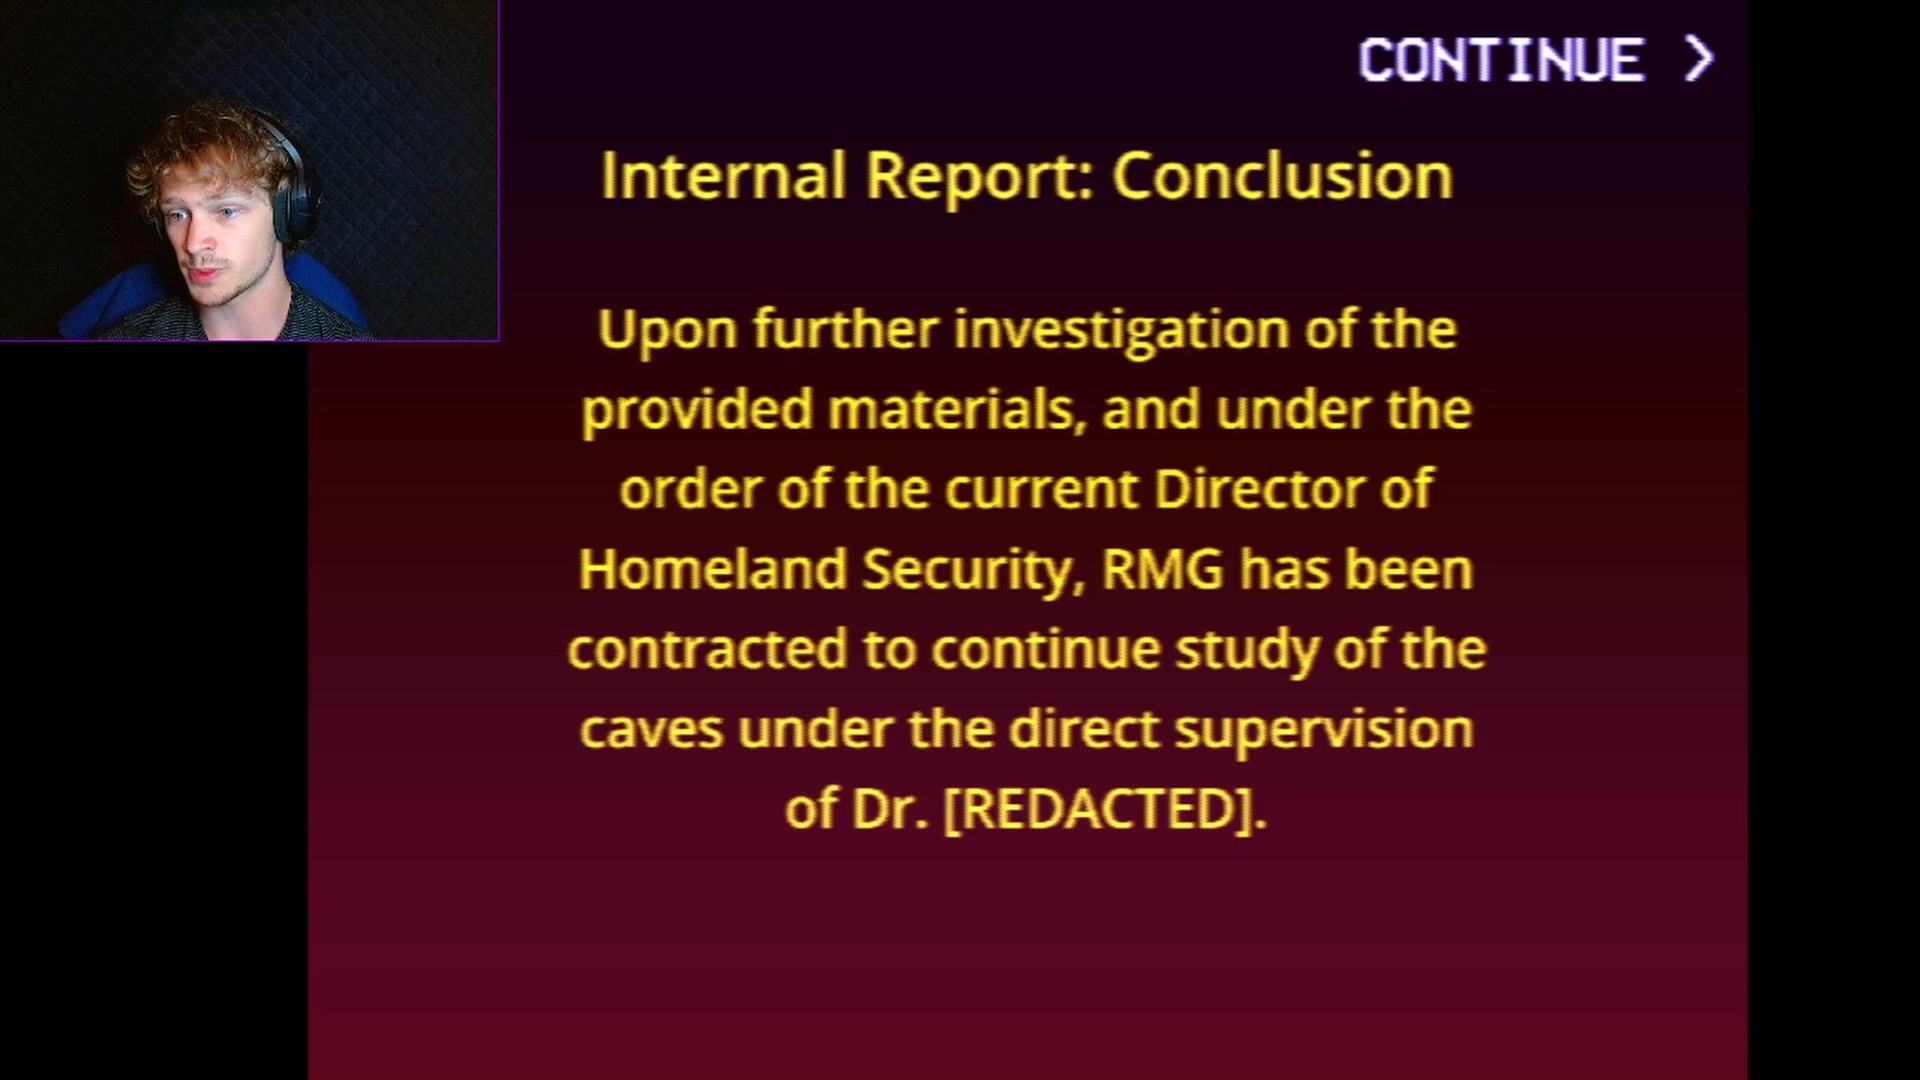 CONTINUE >
Internal Report: Conclusion
Upon further investigation of the
provided materials, and under the
order of the current Director of
Homeland Security, RMG has been
contracted to continue study of the
caves under the direct supervision
of Dr. [REDACTED].